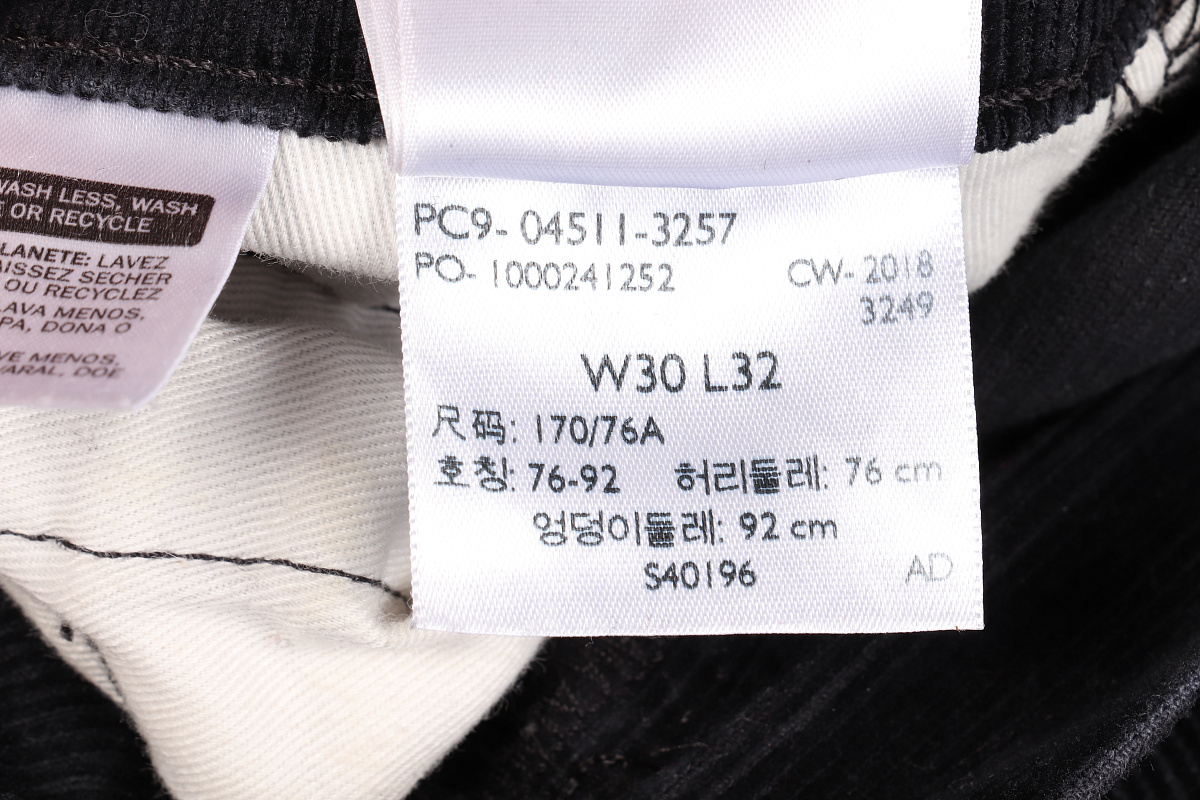 WASH LESS, WASH
OR RECYCLE
PLANETE: LAVEZ
LAISSEZ SECHER
OU RECYCLEZ
LAVA MENOS,
PA, DONA O
VE MENOS,
VARAL, DOE
PC9- 04511-3257
PO- 1000241252 CW- 2018
3249
W30 L32
尺码: 170/76A
호칭: 76-92 허리둘레: 76 cm
엉덩이둘레: 92 cm
S40196 AD